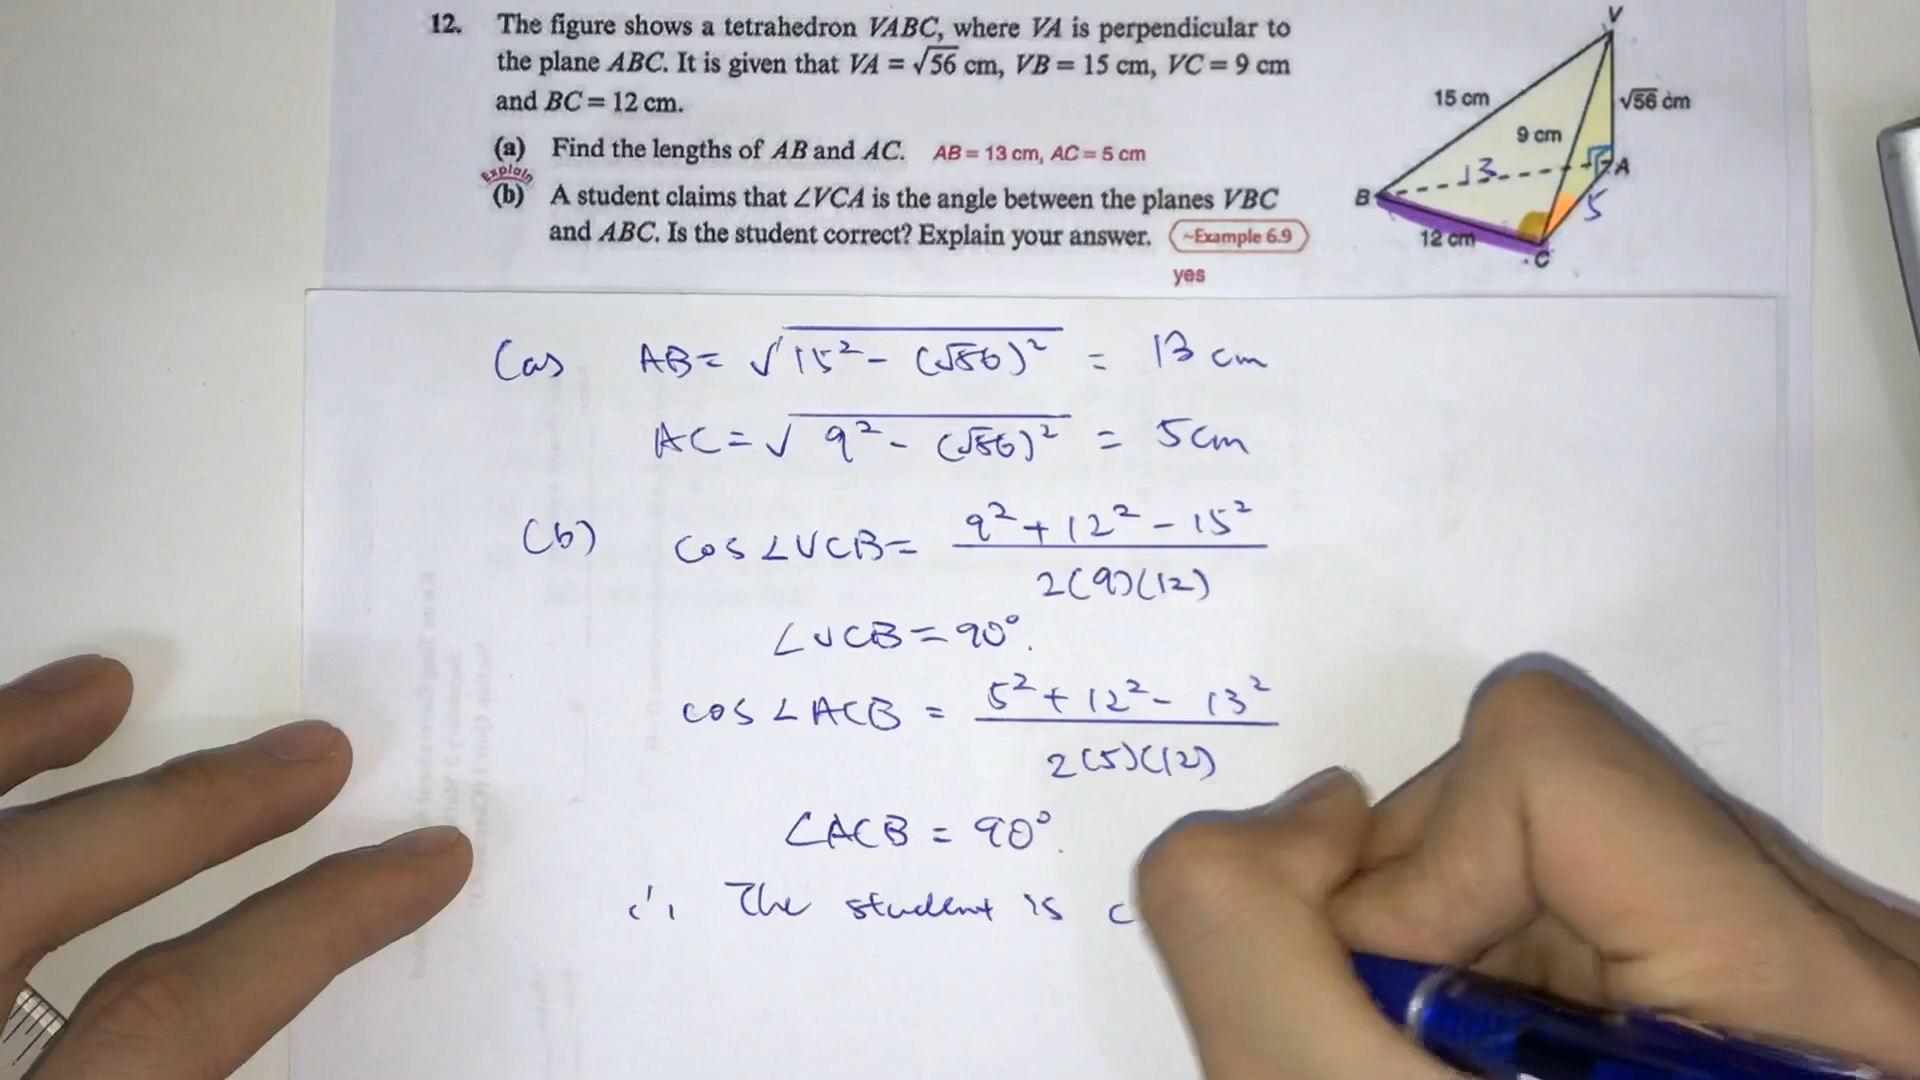 12. The figure shows a tetrahedron VABC, where VA is perpendicular to
the plane ABC. It is given that VA = √56 cm, VB = 15 cm, VC = 9 cm
and BC = 12 cm.
(a) Find the lengths of AB and AC. AB = 13 cm, AC = 5 cm
Explain
(b) A student claims that ∠VCA is the angle between the planes VBC
and ABC. Is the student correct? Explain your answer. ~Example 6.9
yes
V
15 cm
√56 cm
9 cm
13
A
B
5
12 cm
C
(a) AB = √15² - (√56)² = 13 cm
AC = √9² - (√56)² = 5cm
(b) cos ∠VCB = 9² + 12² - 15²
2(9)(12)
∠VCB = 90°.
cos ∠ACB = 5² + 12² - 13²
2(5)(12)
∠ACB = 90°.
∴ The student is c